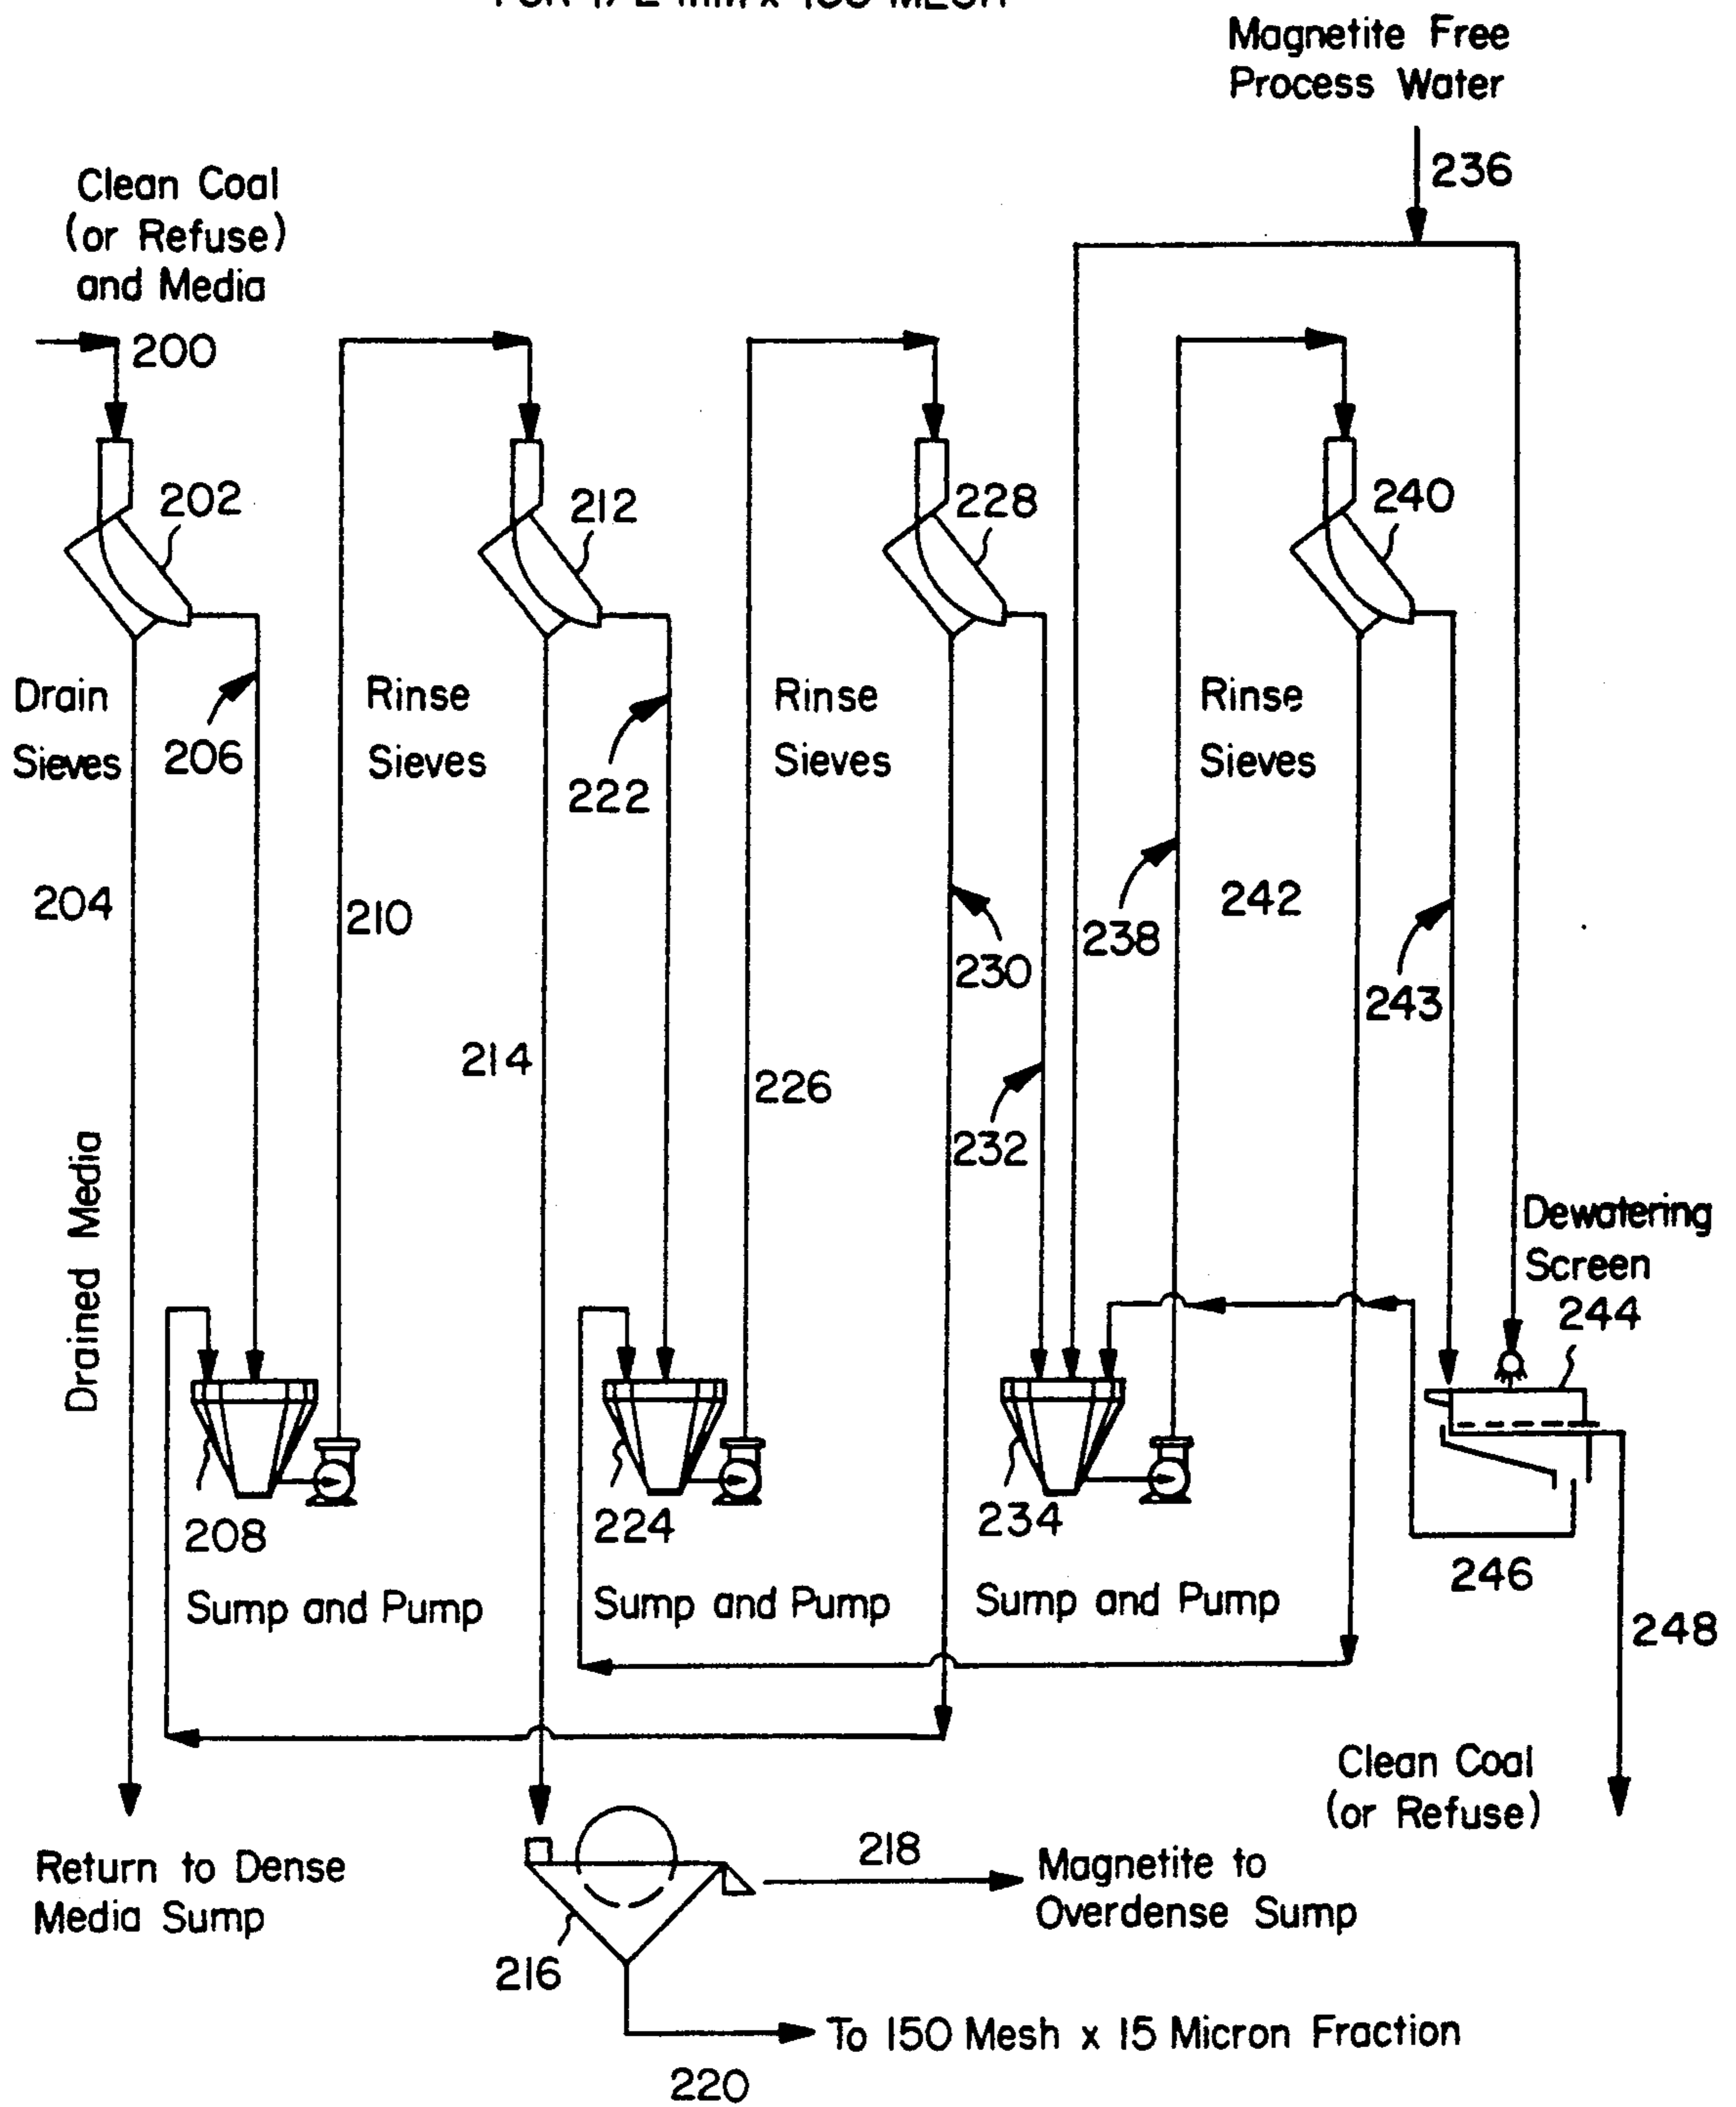 Magnetite Free
Process Water
236
Clean Coal
(or Refuse)
and Media
200
202
212
228
240
Drain
Sieves
206
Rinse
Sieves
222
Rinse
Sieves
Rinse
Sieves
204
210
230
238
242
243
214
226
232
Drained Media
Dewatering
Screen
244
208
224
234
246
Sump and Pump
Sump and Pump
Sump and Pump
248
Clean Coal
(or Refuse)
Return to Dense
Media Sump
216
218
Magnetite to
Overdense Sump
To 150 Mesh x 15 Micron Fraction
220